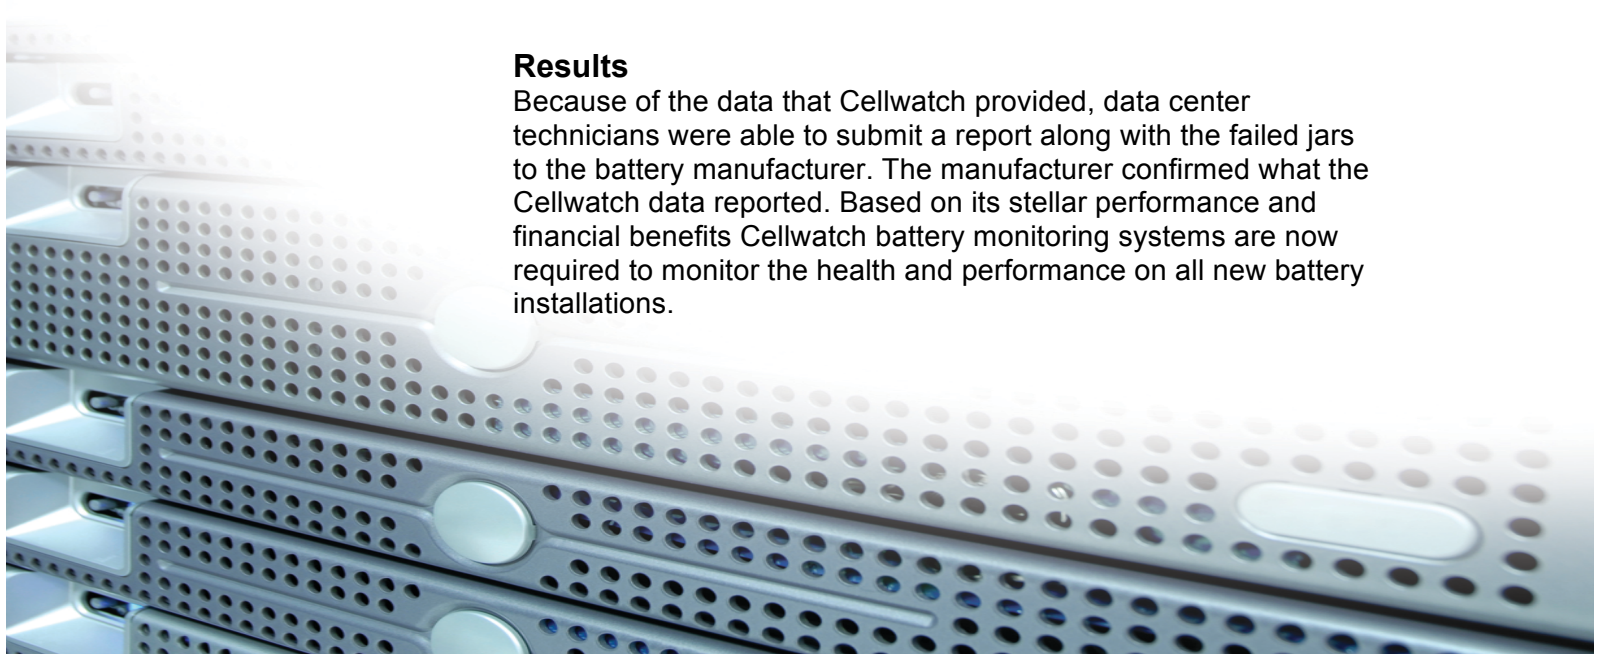 Results
Because of the data that Cellwatch provided, data center
technicians were able to submit a report along with the failed jars
to the battery manufacturer. The manufacturer confirmed what the
Cellwatch data reported. Based on its stellar performance and
financial benefits Cellwatch battery monitoring systems are now
required to monitor the health and performance on all new battery
installations.